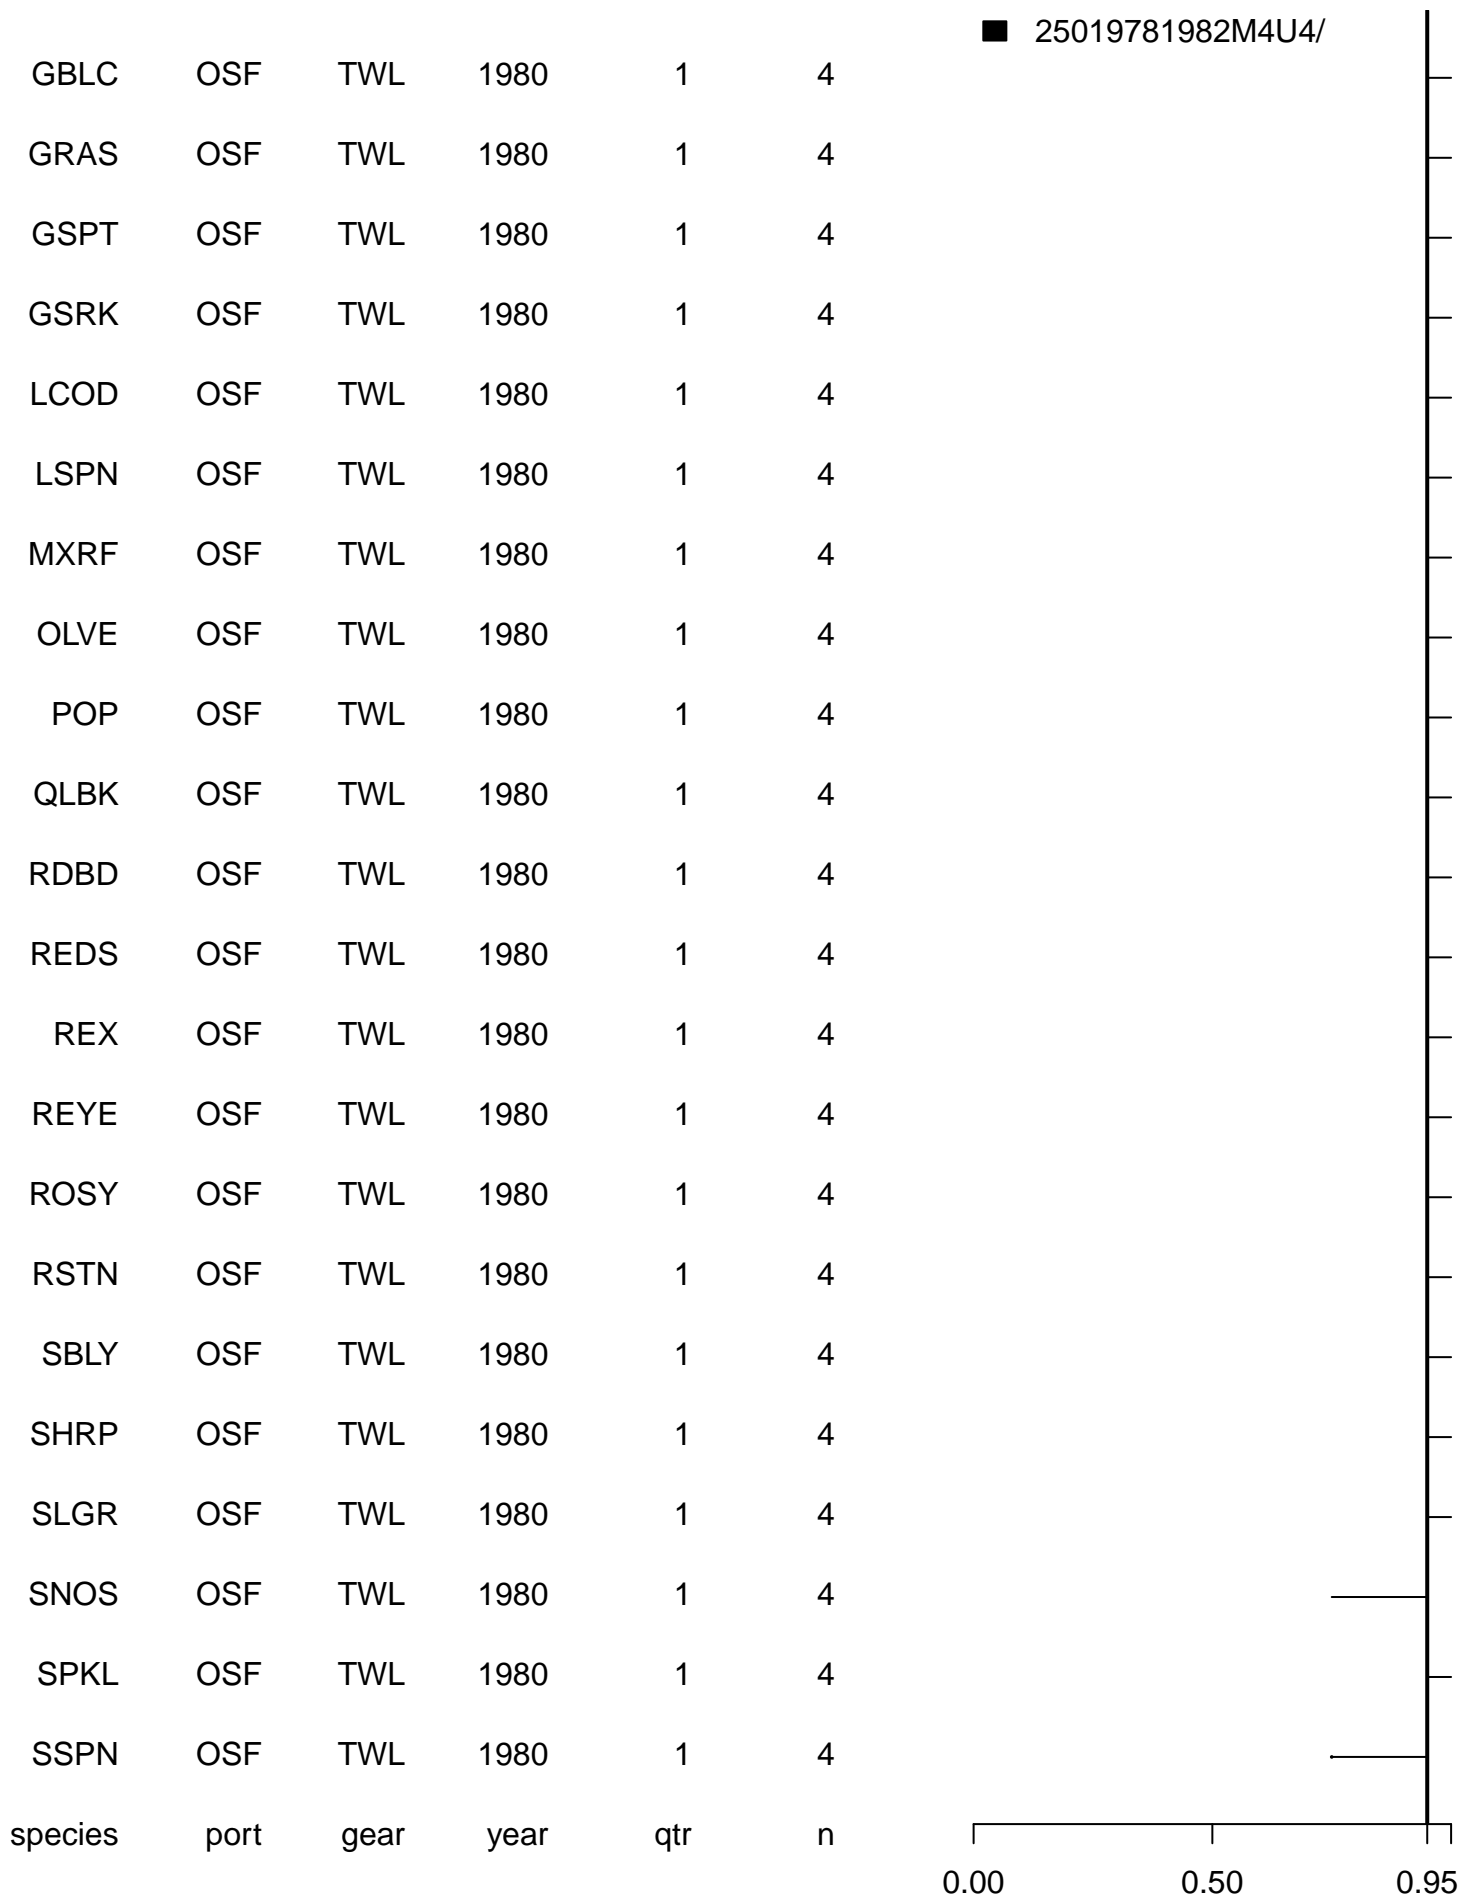 25019781982M4U4/
GBLC OSF TWL 1980 1 4
GRAS OSF TWL 1980 1 4
GSPT OSF TWL 1980 1 4
GSRK OSF TWL 1980 1 4
LCOD OSF TWL 1980 1 4
LSPN OSF TWL 1980 1 4
MXRF OSF TWL 1980 1 4
OLVE OSF TWL 1980 1 4
POP OSF TWL 1980 1 4
QLBK OSF TWL 1980 1 4
RDBD OSF TWL 1980 1 4
REDS OSF TWL 1980 1 4
REX OSF TWL 1980 1 4
REYE OSF TWL 1980 1 4
ROSY OSF TWL 1980 1 4
RSTN OSF TWL 1980 1 4
SBLY OSF TWL 1980 1 4
SHRP OSF TWL 1980 1 4
SLGR OSF TWL 1980 1 4
SNOS OSF TWL 1980 1 4
SPKL OSF TWL 1980 1 4
SSPN OSF TWL 1980 1 4
species port gear year qtr n
0.00 0.50 0.95